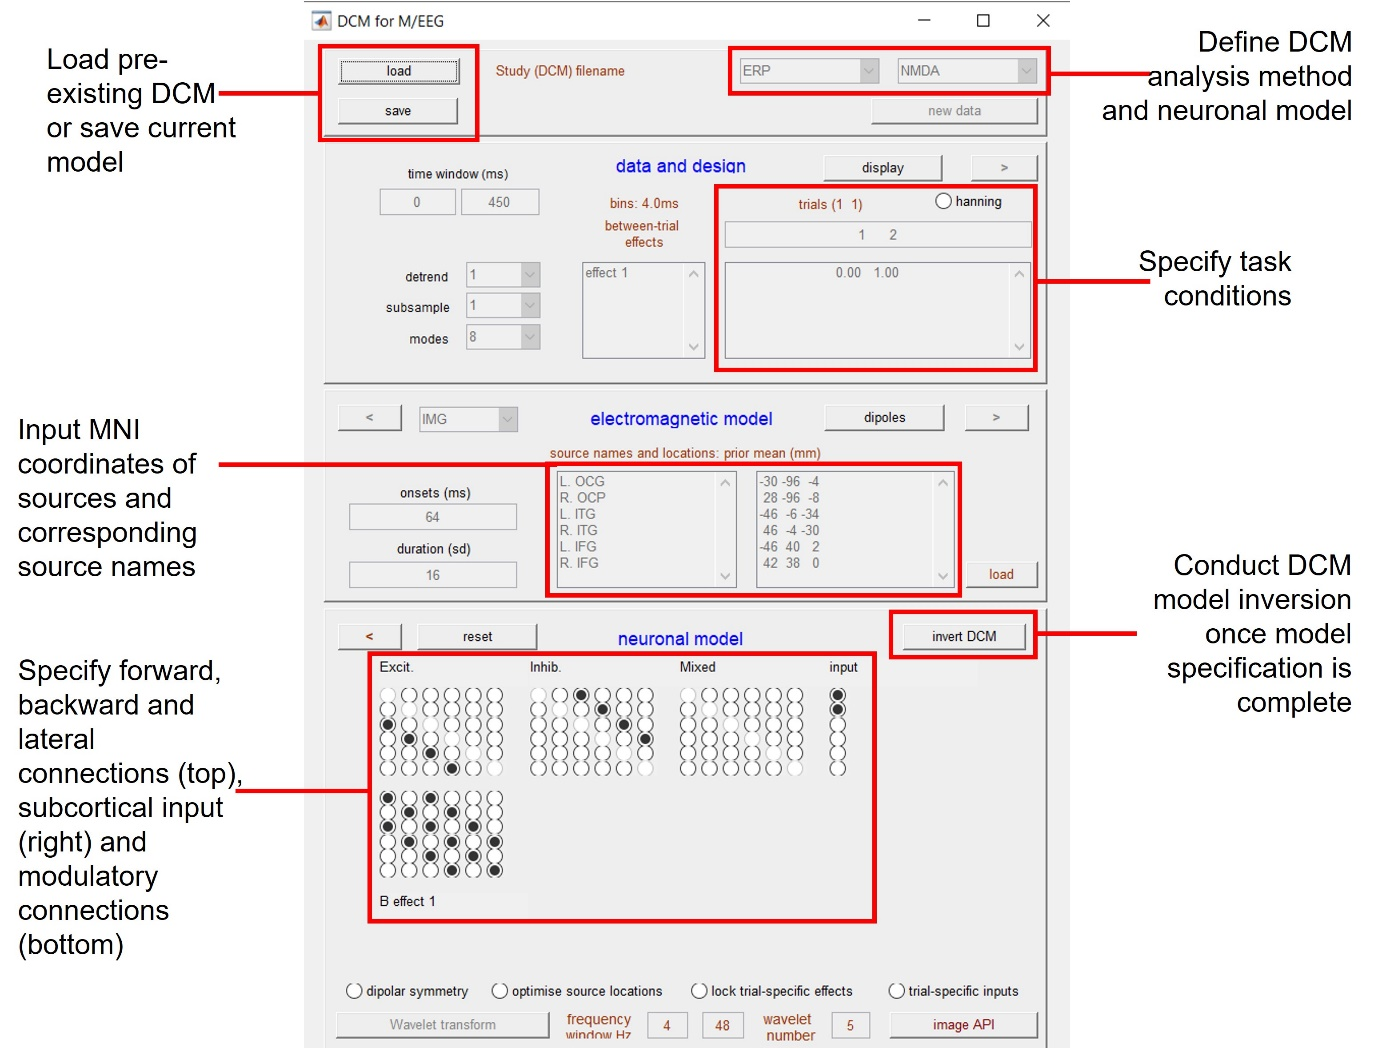 DCM for M/EEG
Load pre-
existing DCM
or save current
model
load
save
Study (DCM) filename
ERP
NMDA
new data
Define DCM
analysis method
and neuronal model
data and design
display
>
time window (ms)
0
450
bins: 4.0ms
between-trial
effects
trials (1 1)
hanning
1 2
detrend
1
subsample
1
modes
8
effect 1
0.00 1.00
Specify task
conditions
<
IMG
electromagnetic model
dipoles
>
source names and locations: prior mean (mm)
Input MNI
coordinates of
sources and
corresponding
source names
onsets (ms)
64
duration (sd)
16
L. OCG
R. OCP
L. ITG
R. ITG
L. IFG
R. IFG
-30 -96 -4
28 -96 -8
-46 -6 -34
46 -4 -30
-46 40 2
42 38 0
load
Conduct DCM
model inversion
once model
specification is
complete
<
reset
neuronal model
invert DCM
Specify forward,
backward and
lateral
connections (top),
subcortical input
(right) and
modulatory
connections
(bottom)
Excit.
Inhib.
Mixed
input
B effect 1
dipolar symmetry
optimise source locations
lock trial-specific effects
trial-specific inputs
Wavelet transform
frequency
window Hz
4
48
wavelet
number
5
image API